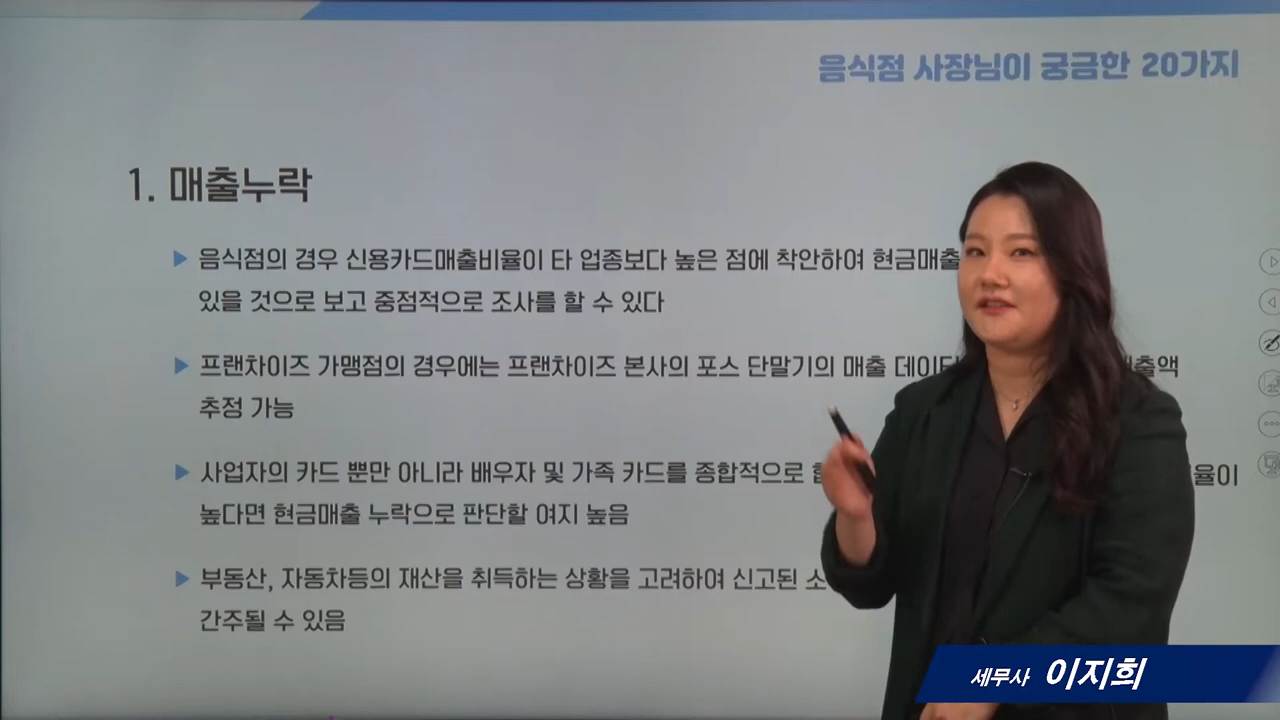 음식점 사장님이 궁금한 20가지
1. 매출누락
▶ 음식점의 경우 신용카드매출비율이 타 업종보다 높은 점에 착안하여 현금매출
있을 것으로 보고 중점적으로 조사를 할 수 있다
▶ 프랜차이즈 가맹점의 경우에는 프랜차이즈 본사의 포스 단말기의 매출 매출액
추정 가능
▶ 사업자의 카드 뿐만 아니라 배우자 및 가족 카드를 종합적으로
높다면 현금매출 누락으로 판단할 여지 높음
▶ 부동산, 자동차등의 재산을 취득하는 상황을 고려하여 신고된
간주될 수 있음
세무사 이지희